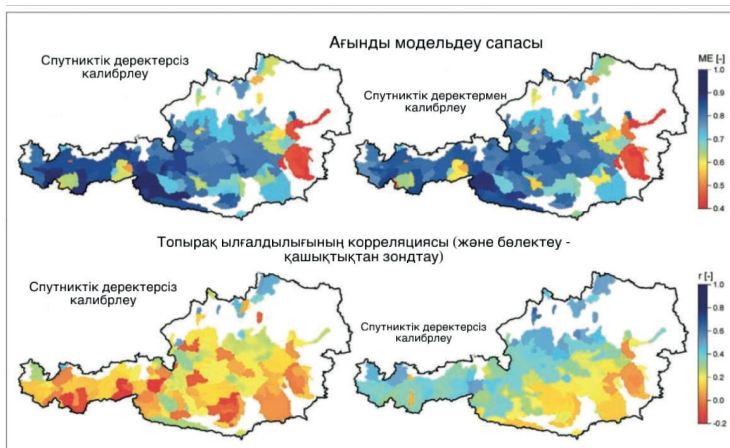 Ағынды модельдеу сапасы
Спутниктік деректерсіз
калибрлеу
Спутниктік деректермен
калибрлеу
ME [-]
1.0
0.9
0.8
0.7
0.6
0.5
0.4
Топырақ ылғалдылығының корреляциясы (және бөлектеу -
қашықтықтан зондтау)
Спутниктік деректерсіз
калибрлеу
Спутниктік деректерсіз
калибрлеу
r [-]
1.0
0.8
0.6
0.4
0.2
0.0
-0.2